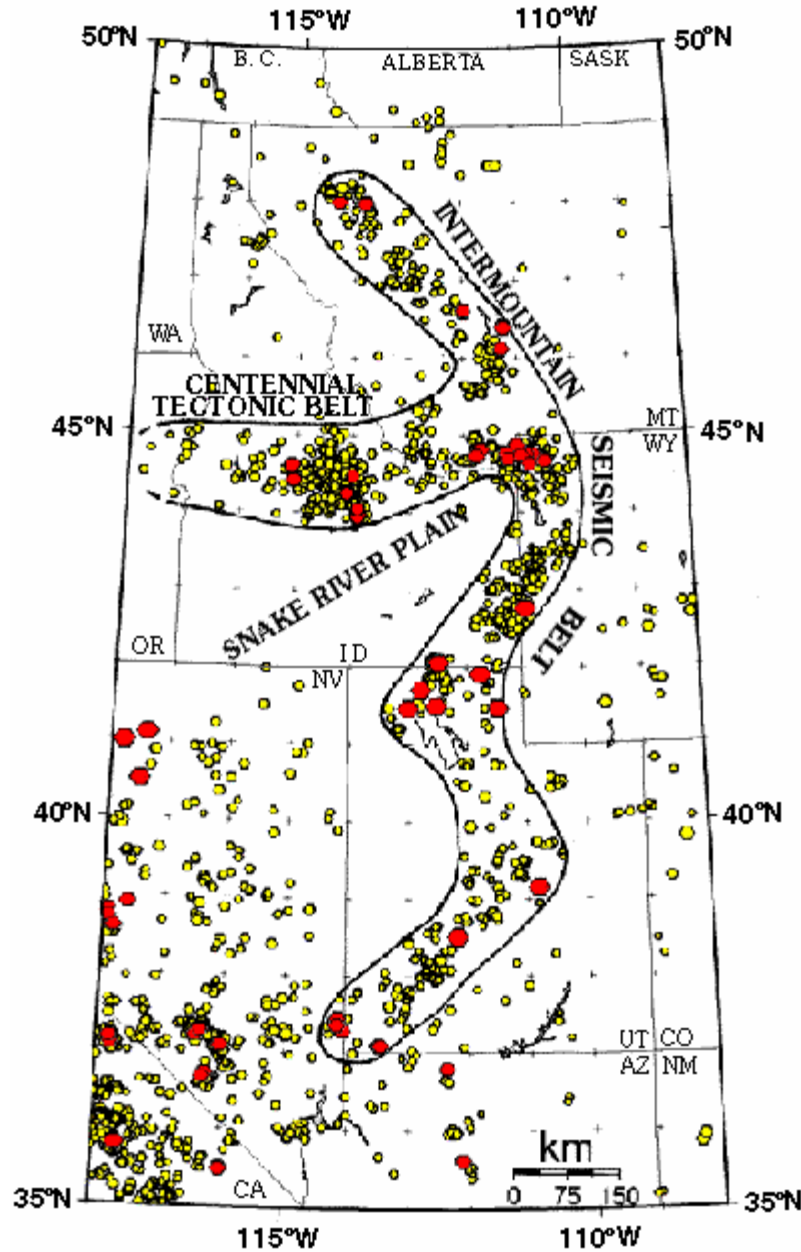 115°W 110°W
50°N 50°N
B. C. ALBERTA SASK
INTERMOUNTAIN
WA
CENTENNIAL
TECTONIC BELT
45°N MT 45°N
WY
SEISMIC
SNAKE RIVER PLAIN
BELT
OR ID
NV
40°N 40°N
UT CO
AZ NM
km
0 75 150
CA
35°N 35°N
115°W 110°W